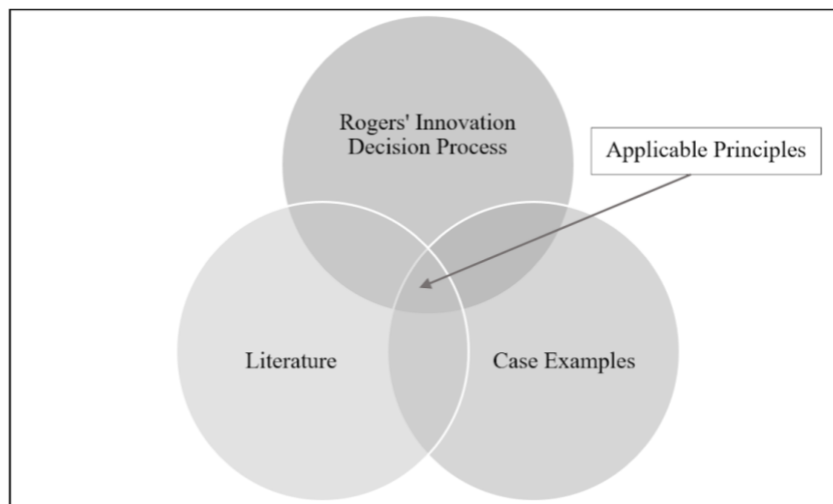 Rogers' Innovation
Decision Process
Applicable Principles
Literature
Case Examples